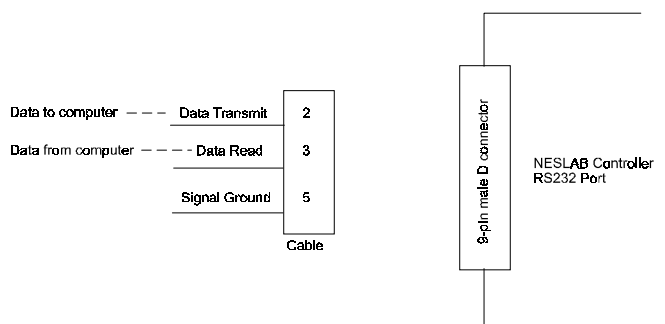 Data to computer Data Transmit 2
Data from computer Data Read 3
Signal Ground 5
Cable
9-pin male D connector
NESLAB Controller
RS232 Port